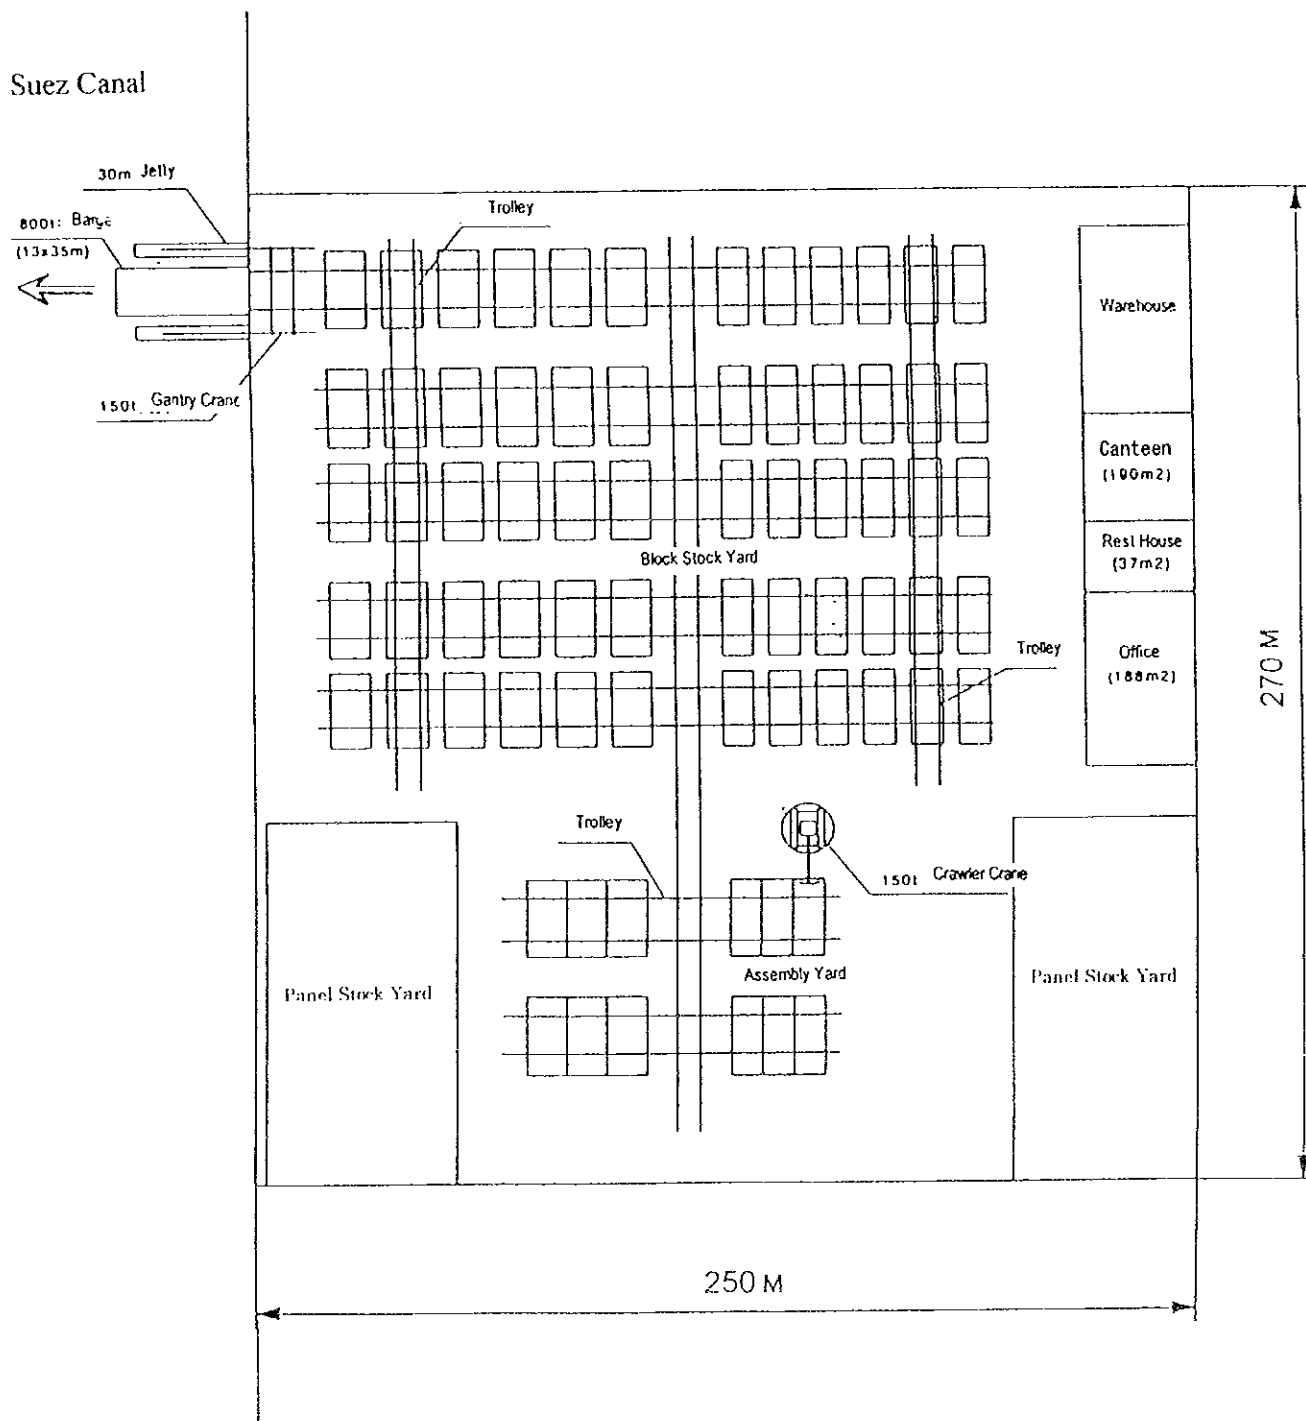 Suez Canal
30m Jelly
800t: Barge
(13x35m)
Trolley
Warehouse
150t. Gantry Crane
Canteen
(190m2)
Rest House
(37m2)
Block Stock Yard
Office
(188m2)
Trolley
270 M
Trolley
150t Crawler Crane
Assembly Yard
Panel Stock Yard
Panel Stock Yard
250 M